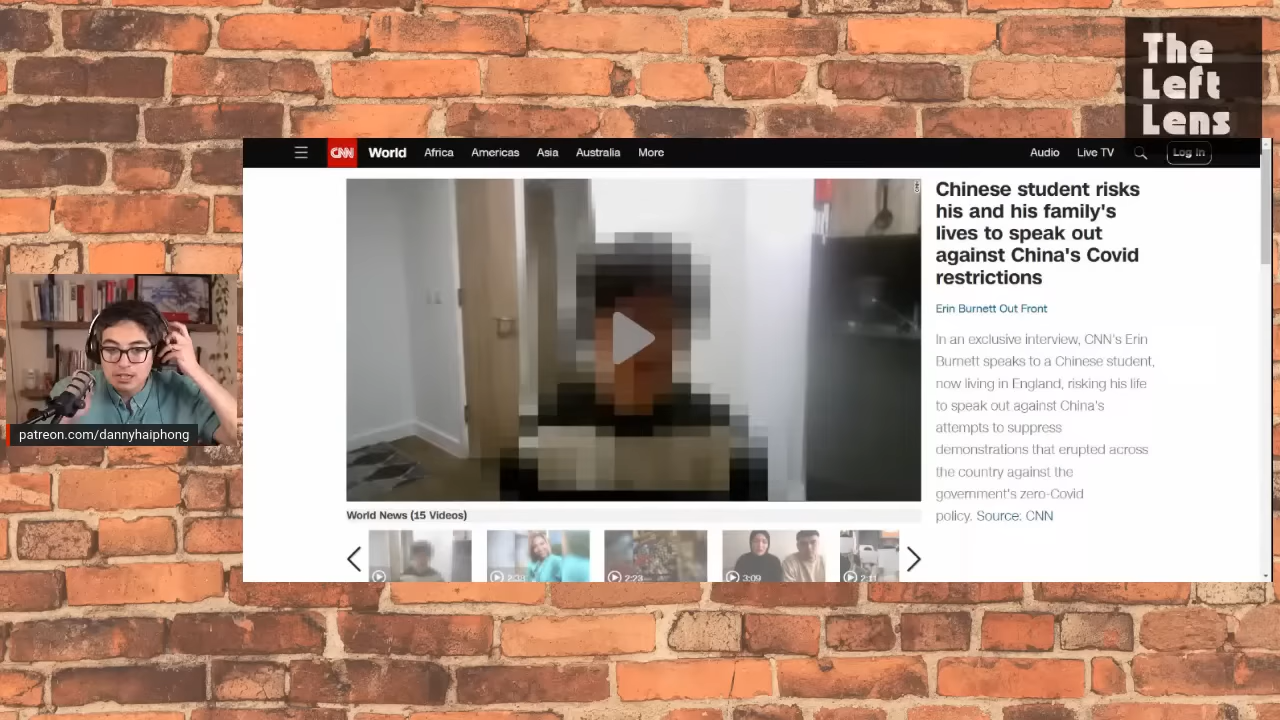 The
Left
Lens
CNN World Africa Americas Asia Australia More Audio Live TV Log In
Chinese student risks
his and his family's
lives to speak out
against China's Covid
restrictions
Erin Burnett Out Front
In an exclusive interview, CNN's Erin
Burnett speaks to a Chinese student,
now living in England, risking his life
to speak out against China's
attempts to suppress
demonstrations that erupted across
the country against the
government's zero-Covid
policy. Source: CNN
patreon.com/dannyhaiphong
World News (15 Videos)
2:33 2:23 3:09 2:11